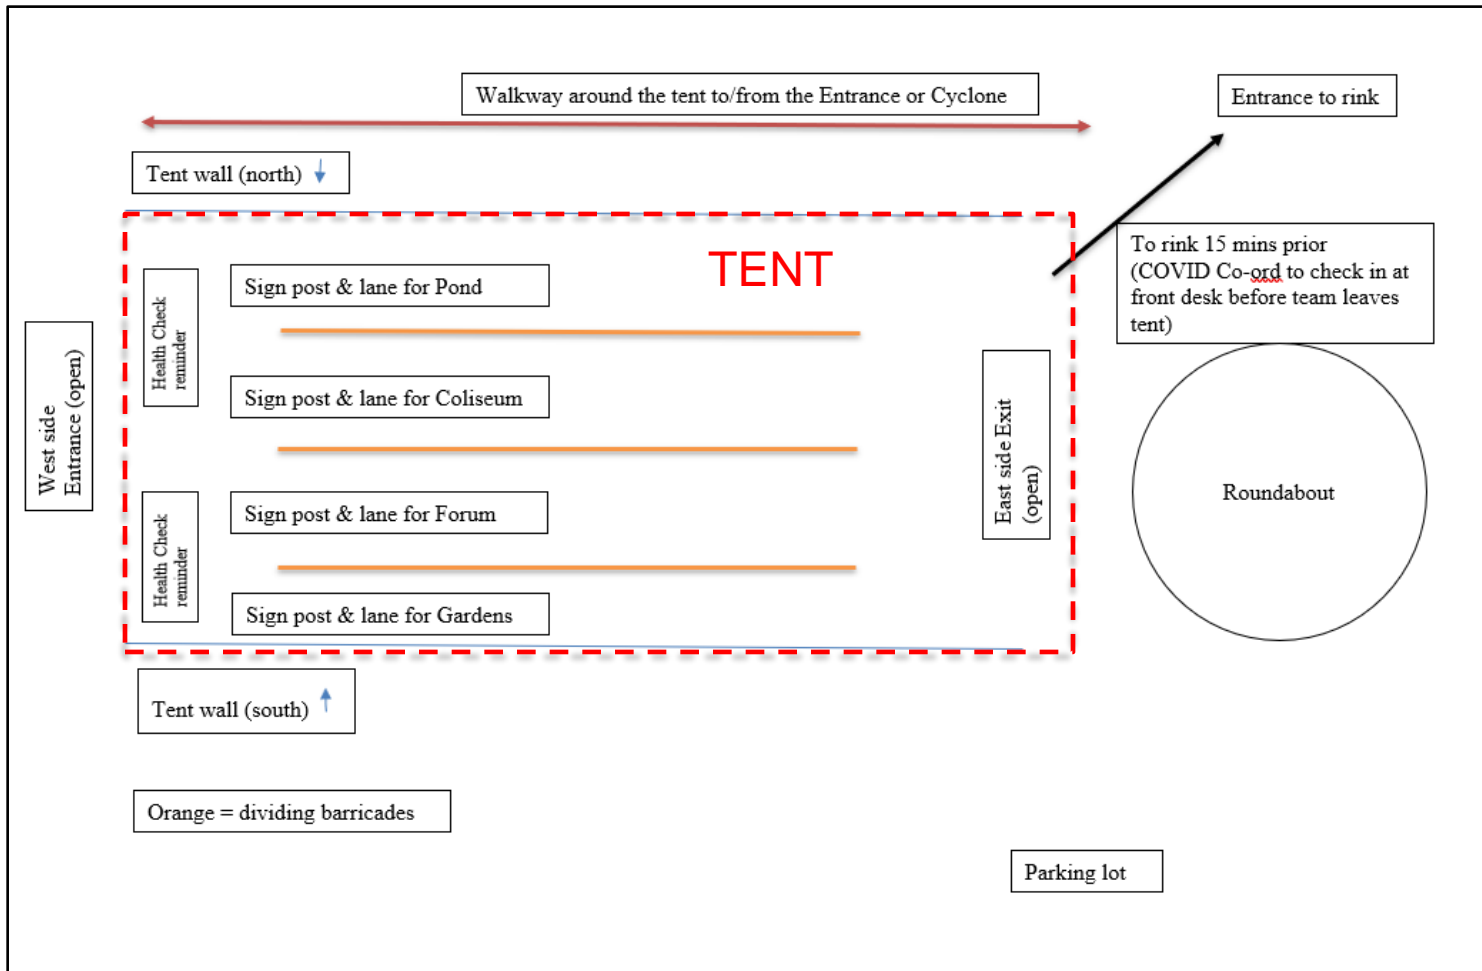 Walkway around the tent to/from the Entrance or Cyclone
Entrance to rink
Tent wall (north)
TENT
To rink 15 mins prior
(COVID Co-ord to check in at
front desk before team leaves
tent)
Health Check
reminder
Sign post & lane for Pond
West side
Entrance (open)
Sign post & lane for Coliseum
East side Exit
(open)
Roundabout
Health Check
reminder
Sign post & lane for Forum
Sign post & lane for Gardens
Tent wall (south)
Orange = dividing barricades
Parking lot